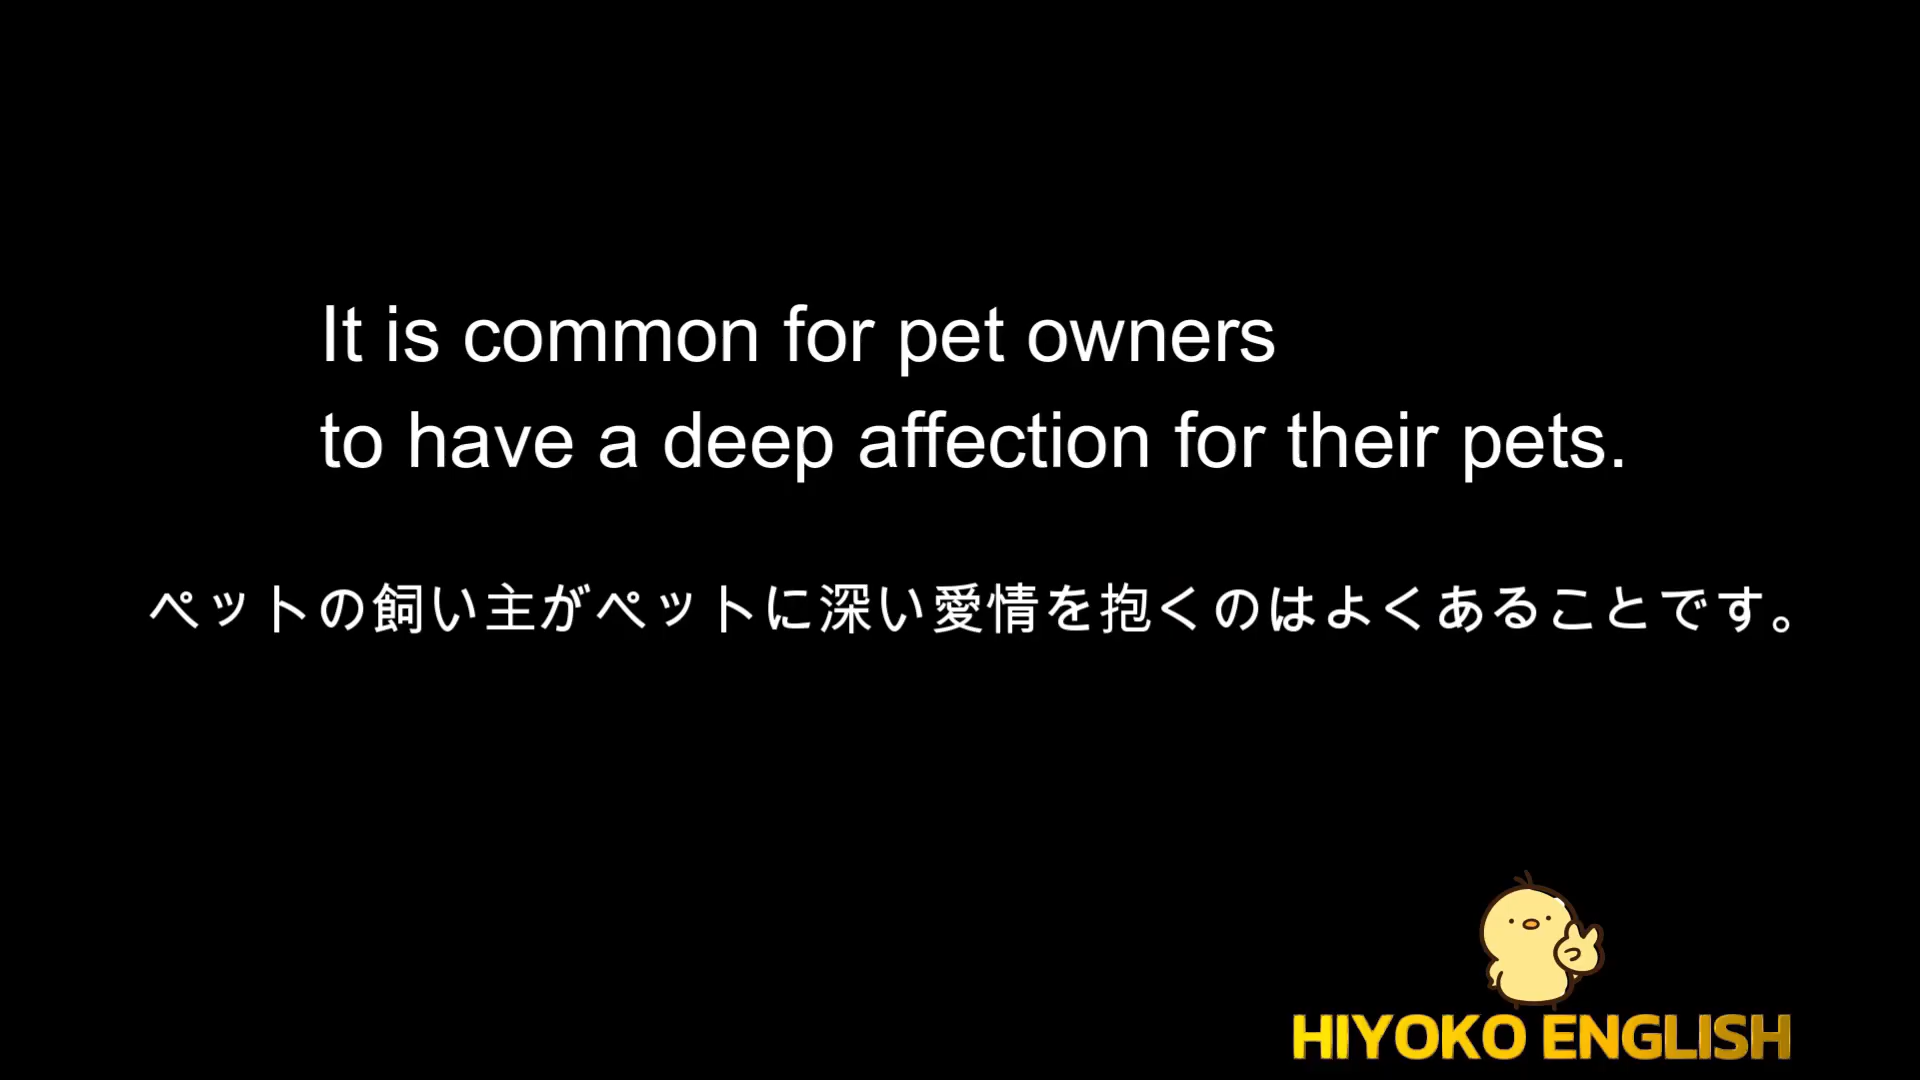 It is common for pet owners
to have a deep affection for their pets.
ペットの飼い主がペットに深い愛情を抱くのはよくあることです。
HIYOKO ENGLISH